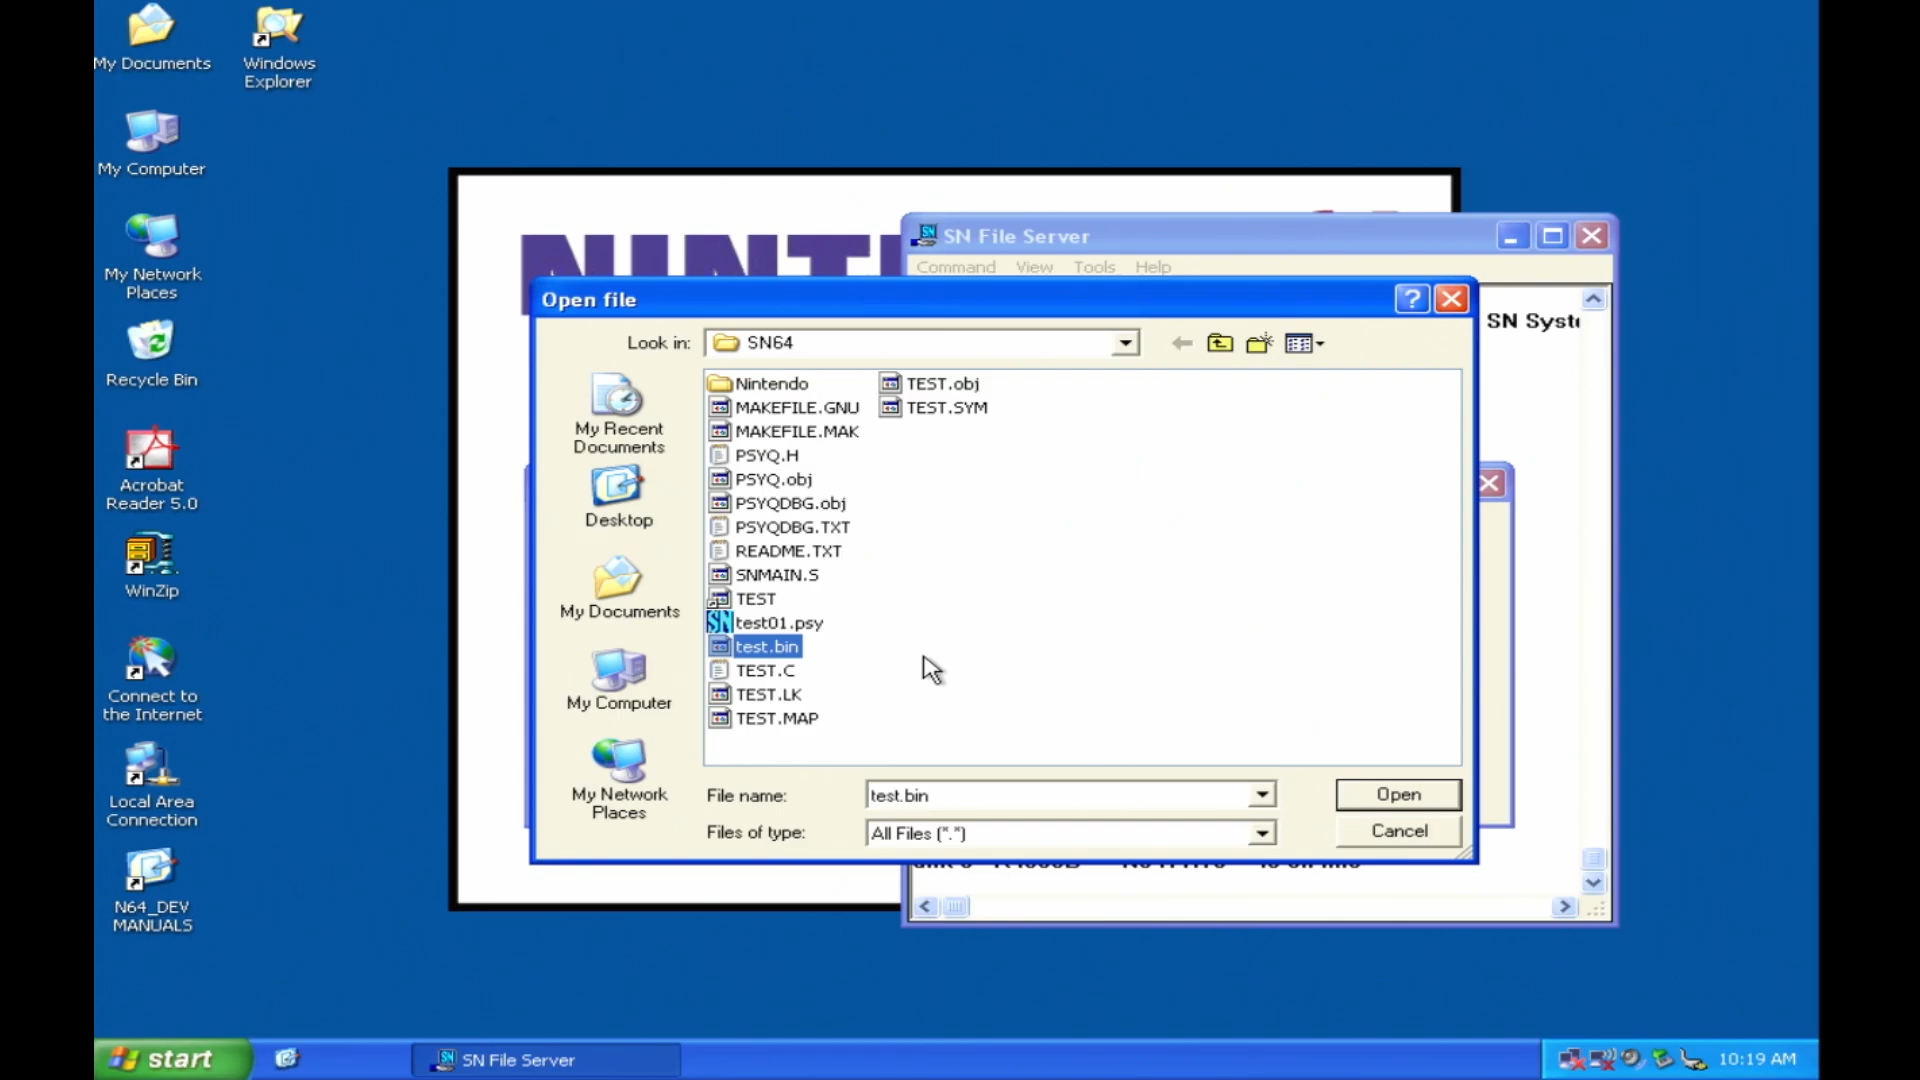 My Documents
Windows
Explorer
My Computer
My Network
Places
Recycle Bin
Acrobat
Reader 5.0
WinZip
Connect to
the Internet
Local Area
Connection
N64_DEV
MANUALS
SN File Server
Command View Tools Help
SN Syst
Open file
Look in: SN64
My Recent
Documents
Desktop
My Documents
My Computer
My Network
Places
Nintendo
MAKEFILE.GNU
MAKEFILE.MAK
PSYQ.H
PSYQ.obj
PSYQDBG.obj
PSYQDBG.TXT
README.TXT
SNMAIN.S
TEST
test01.psy
test.bin
TEST.C
TEST.LK
TEST.MAP
TEST.obj
TEST.SYM
File name: test.bin Open
Files of type: All Files (*.*) Cancel
start
SN File Server
10:19 AM